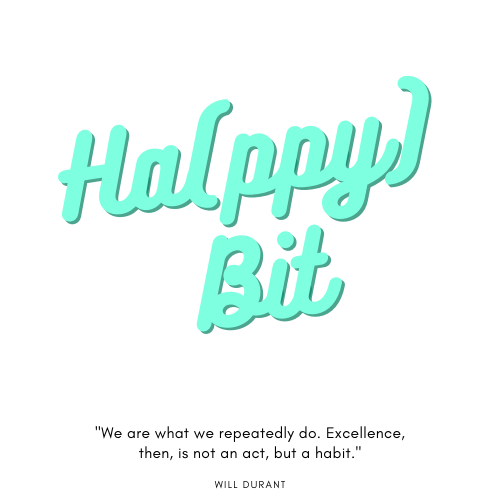 Ha(ppy)
Bit
"We are what we repeatedly do. Excellence,
then, is not an act, but a habit."
WILL DURANT